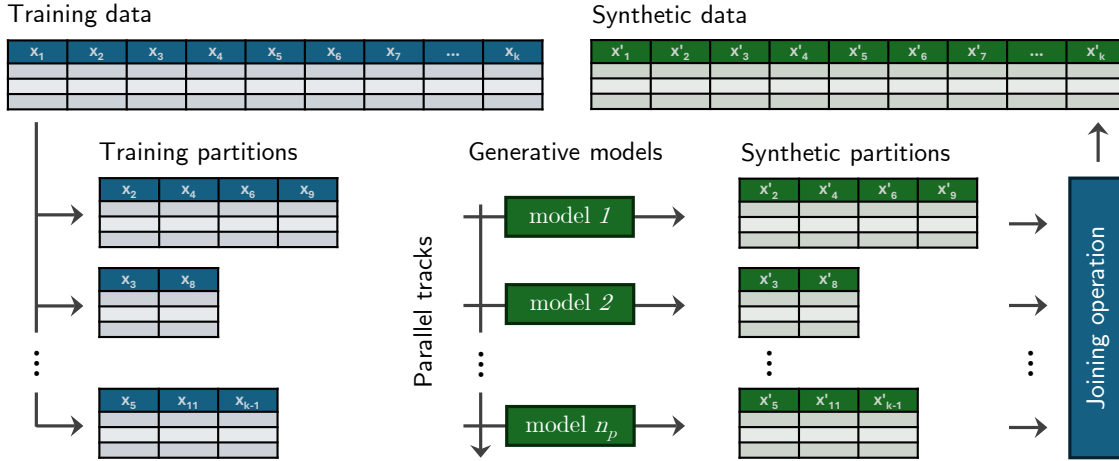 Training data
Synthetic data
x₁ x₂ x₃ x₄ x₅ x₆ x₇ ... xₖ
x'₁ x'₂ x'₃ x'₄ x'₅ x'₆ x'₇ ... x'ₖ
Training partitions
Generative models
Synthetic partitions
x₂ x₄ x₆ x₉
model 1
x'₂ x'₄ x'₆ x'₉
x₃ x₈
model 2
x'₃ x'₈
Parallel tracks
Joining operation
...
...
...
...
x₅ x₁₁ xₖ₋₁
model nₚ
x'₅ x'₁₁ x'ₖ₋₁